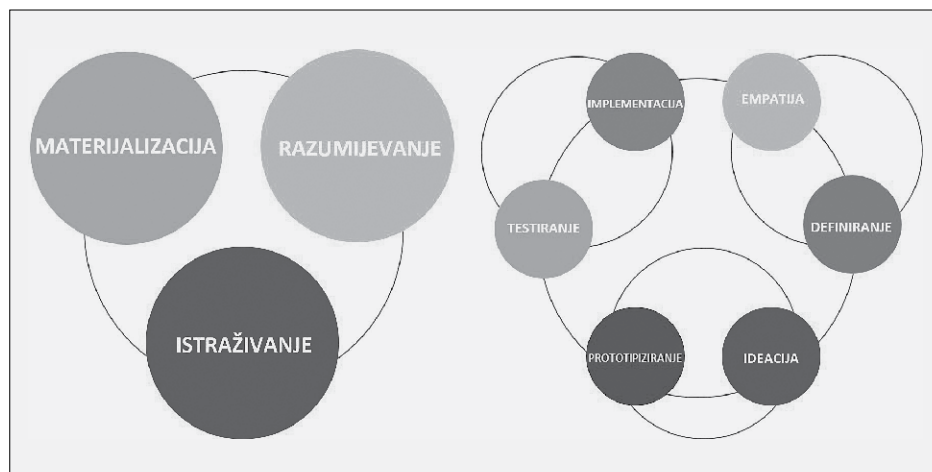 MATERIJALIZACIJA
RAZUMIJEVANJE
ISTRAŽIVANJE
IMPLEMENTACIJA
EMPATIJA
TESTIRANJE
DEFINIRANJE
PROTOTIPIZIRANJE
IDEACIJA